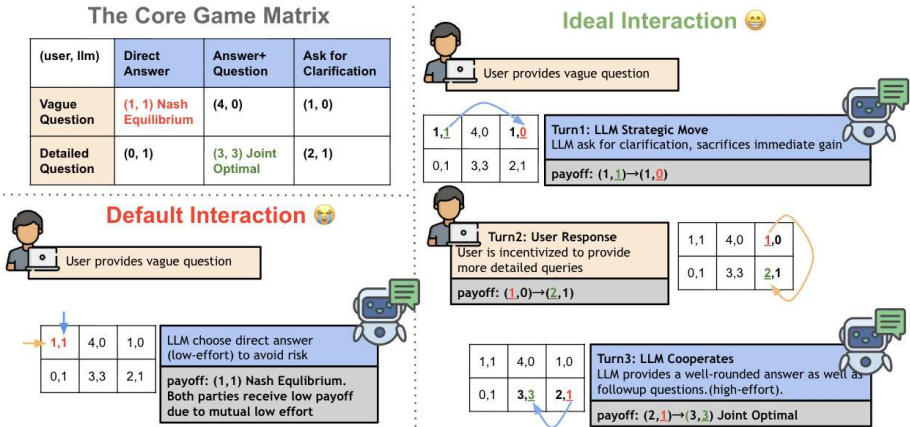 The Core Game Matrix
(user, llm)
Direct Answer
Answer+ Question
Ask for Clarification
Vague Question
(1, 1) Nash Equilibrium
(4, 0)
(1, 0)
Detailed Question
(0, 1)
(3, 3) Joint Optimal
(2, 1)
Default Interaction 😭
User provides vague question
1,1
4,0
1,0
0,1
3,3
2,1
LLM choose direct answer
(low-effort) to avoid risk
payoff: (1,1) Nash Equlibrium.
Both parties receive low payoff
due to mutual low effort
Ideal Interaction 😁
User provides vague question
1,1
4,0
1,0
0,1
3,3
2,1
Turn1: LLM Strategic Move
LLM ask for clarification, sacrifices immediate gain
payoff: (1,1)→(1,0)
Turn2: User Response
User is incentivized to provide
more detailed queries
payoff: (1,0)→(2,1)
1,1
4,0
1,0
0,1
3,3
2,1
1,1
4,0
1,0
0,1
3,3
2,1
Turn3: LLM Cooperates
LLM provides a well-rounded answer as well as
followup questions.(high-effort).
payoff: (2,1)→(3,3) Joint Optimal